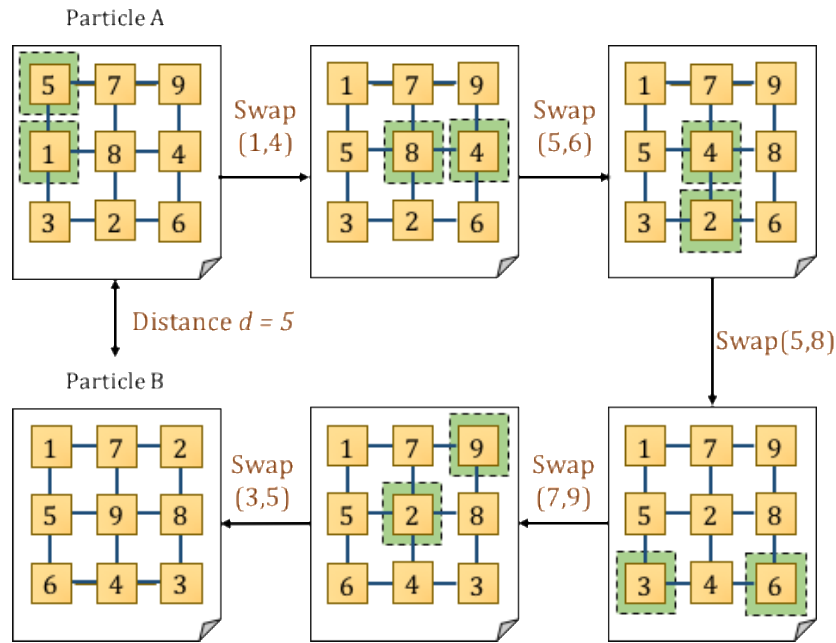 Particle A
5 7 9
1 8 4
3 2 6
Swap
(1,4)
1 7 9
5 8 4
3 2 6
Swap
(5,6)
1 7 9
5 4 8
3 2 6
Distance d = 5
Swap(5,8)
Particle B
1 7 2
5 9 8
6 4 3
Swap
(3,5)
1 7 9
5 2 8
6 4 3
Swap
(7,9)
1 7 9
5 2 8
3 4 6